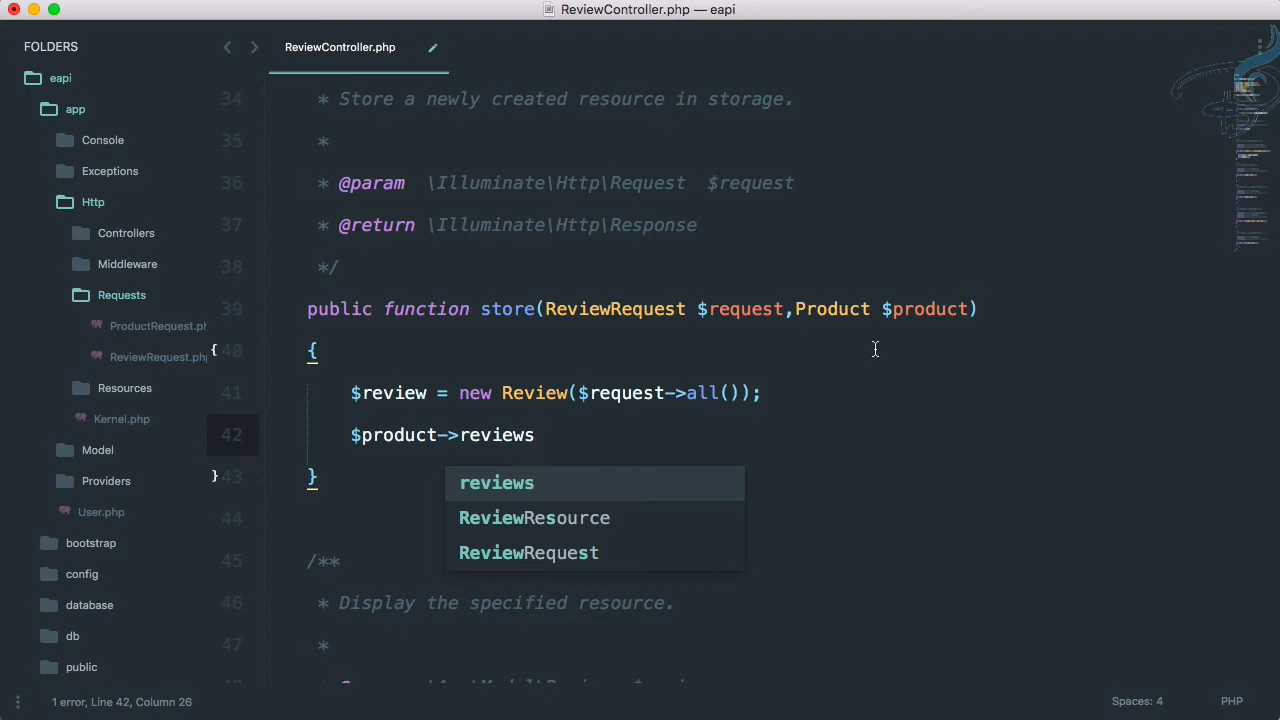 ReviewController.php — eapi
FOLDERS
eapi
app
Console
Exceptions
Http
Controllers
Middleware
Requests
ProductRequest.ph
ReviewRequest.php
Resources
Kernel.php
Model
Providers
User.php
bootstrap
config
database
db
public
ReviewController.php
34 * Store a newly created resource in storage.
35 *
36 * @param \Illuminate\Http\Request $request
37 * @return \Illuminate\Http\Response
38 */
39 public function store(ReviewRequest $request,Product $product)
{ 40 {
41 $review = new Review($request->all());
42 $product->reviews
} 43 }
reviews
ReviewResource
ReviewRequest
44
45 /**
46 * Display the specified resource.
47 *
1 error, Line 42, Column 26
Spaces: 4
PHP